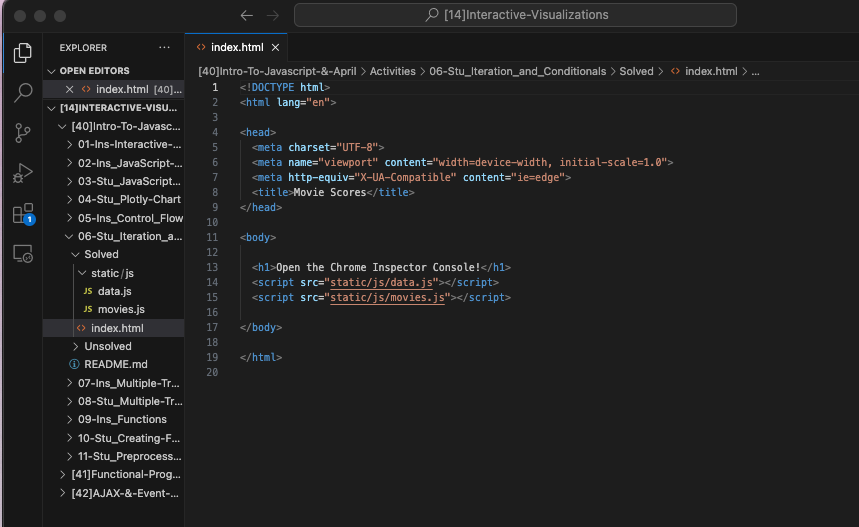 [14]Interactive-Visualizations
EXPLORER
...
OPEN EDITORS
index.html [40]...
[14]INTERACTIVE-VISU...
[40]Intro-To-Javasc...
01-Ins-Interactive-...
02-Ins_JavaScript-...
03-Stu_JavaScript...
04-Stu_Plotly-Chart
05-Ins_Control_Flow
06-Stu_Iteration_a...
Solved
static/js
JS data.js
JS movies.js
<> index.html
Unsolved
README.md
07-Ins_Multiple-Tr...
08-Stu_Multiple-Tr...
09-Ins_Functions
10-Stu_Creating-F...
11-Stu_Preprocess...
[41]Functional-Prog...
[42]AJAX-&-Event-...
1
<> index.html
[40]Intro-To-Javascript-&-April > Activities > 06-Stu_Iteration_and_Conditionals > Solved > <> index.html > ...
1 <!DOCTYPE html>
2 <html lang="en">
3
4 <head>
5 <meta charset="UTF-8">
6 <meta name="viewport" content="width=device-width, initial-scale=1.0">
7 <meta http-equiv="X-UA-Compatible" content="ie=edge">
8 <title>Movie Scores</title>
9 </head>
10
11 <body>
12
13 <h1>Open the Chrome Inspector Console!</h1>
14 <script src="static/js/data.js"></script>
15 <script src="static/js/movies.js"></script>
16
17 </body>
18
19 </html>
20